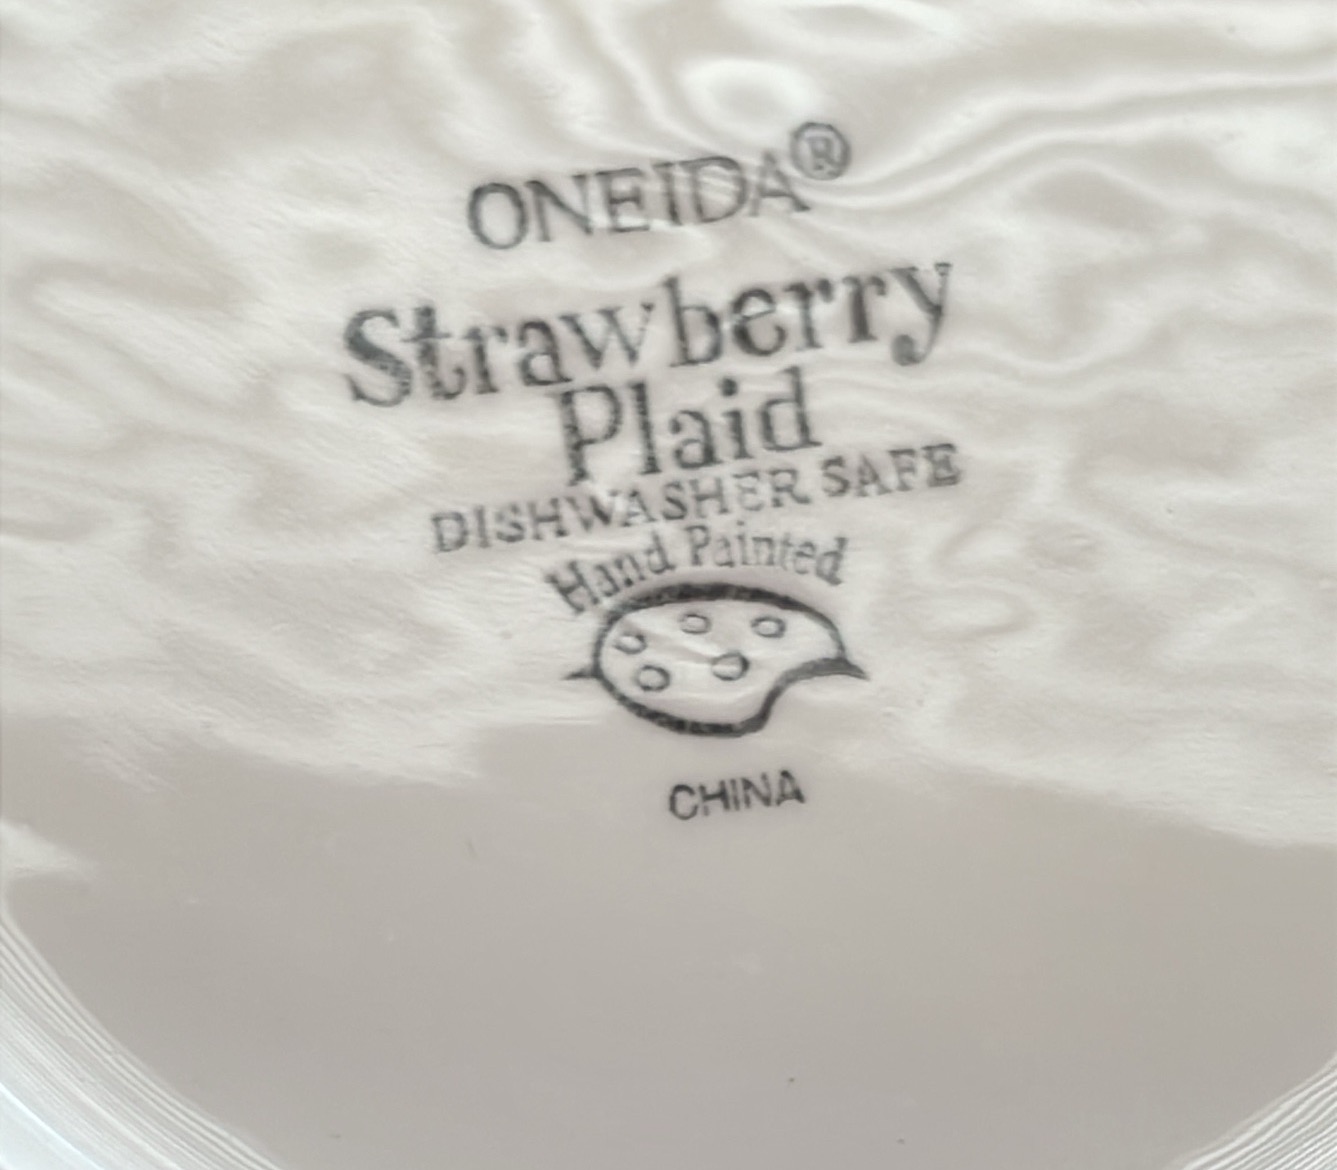 ONEIDA®
Strawberry
Plaid
DISHWASHER SAFE
Hand Painted
CHINA